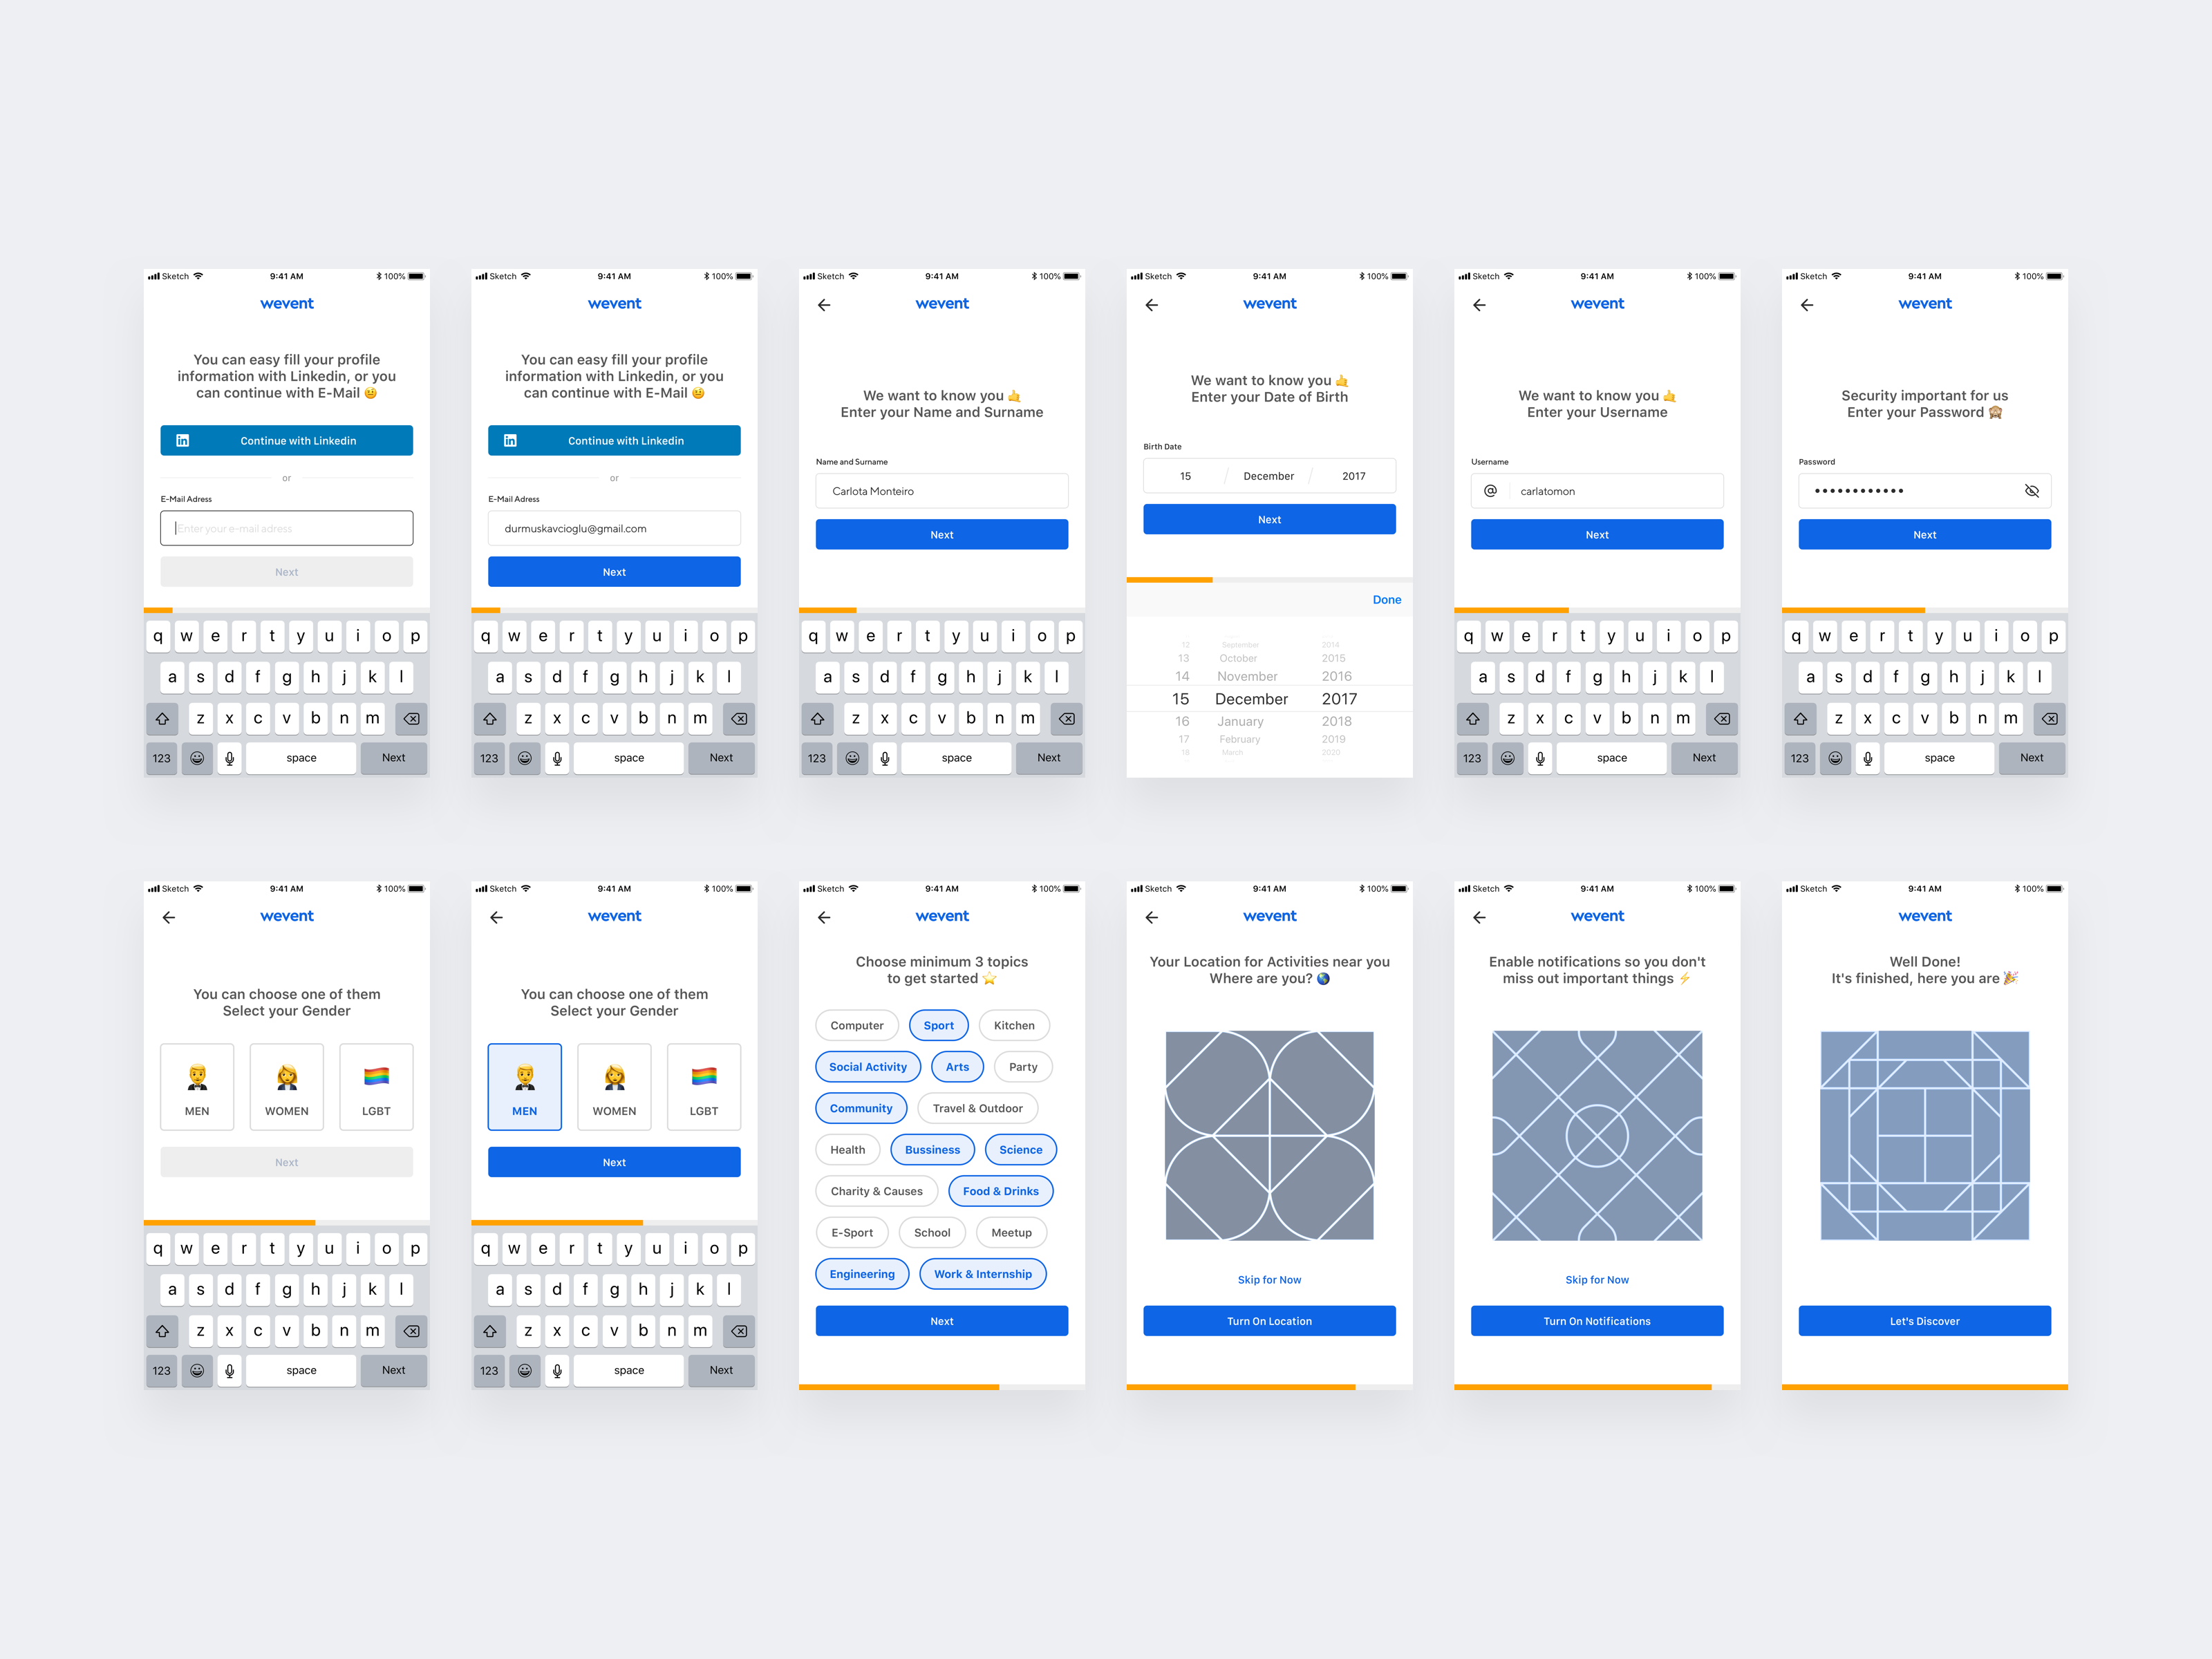 Sketch 9:41 AM 100%
wevent
You can easy fill your profile
information with Linkedin, or you
can continue with E-Mail 😊
Continue with Linkedin
or
E-Mail Adress
Enter your e-mail adress
Next
q w e r t y u i o p
a s d f g h j k l
z x c v b n m
123 space Next
Sketch 9:41 AM 100%
wevent
You can easy fill your profile
information with Linkedin, or you
can continue with E-Mail 😊
Continue with Linkedin
or
E-Mail Adress
durmuskavcioglu@gmail.com
Next
q w e r t y u i o p
a s d f g h j k l
z x c v b n m
123 space Next
Sketch 9:41 AM 100%
wevent
We want to know you 🤙
Enter your Name and Surname
Name and Surname
Carlota Monteiro
Next
q w e r t y u i o p
a s d f g h j k l
z x c v b n m
123 space Next
Sketch 9:41 AM 100%
wevent
We want to know you 🤙
Enter your Date of Birth
Birth Date
15 / December / 2017
Next
Done
12 September 2014
13 October 2015
14 November 2016
15 December 2017
16 January 2018
17 February 2019
18 March 2020
Sketch 9:41 AM 100%
wevent
We want to know you 🤙
Enter your Username
Username
@ carlatomon
Next
q w e r t y u i o p
a s d f g h j k l
z x c v b n m
123 space Next
Sketch 9:41 AM 100%
wevent
Security important for us
Enter your Password 🙈
Password
••••••••••••
Next
q w e r t y u i o p
a s d f g h j k l
z x c v b n m
123 space Next
Sketch 9:41 AM 100%
wevent
You can choose one of them
Select your Gender
MEN WOMEN LGBT
Next
q w e r t y u i o p
a s d f g h j k l
z x c v b n m
123 space Next
Sketch 9:41 AM 100%
wevent
You can choose one of them
Select your Gender
MEN WOMEN LGBT
Next
q w e r t y u i o p
a s d f g h j k l
z x c v b n m
123 space Next
Sketch 9:41 AM 100%
wevent
Choose minimum 3 topics
to get started ⭐
Computer Sport Kitchen
Social Activity Arts Party
Community Travel & Outdoor
Health Bussiness Science
Charity & Causes Food & Drinks
E-Sport School Meetup
Engineering Work & Internship
Next
Sketch 9:41 AM 100%
wevent
Your Location for Activities near you
Where are you? 🌎
Skip for Now
Turn On Location
Sketch 9:41 AM 100%
wevent
Enable notifications so you don't
miss out important things ⚡
Skip for Now
Turn On Notifications
Sketch 9:41 AM 100%
wevent
Well Done!
It's finished, here you are 🎉
Let's Discover